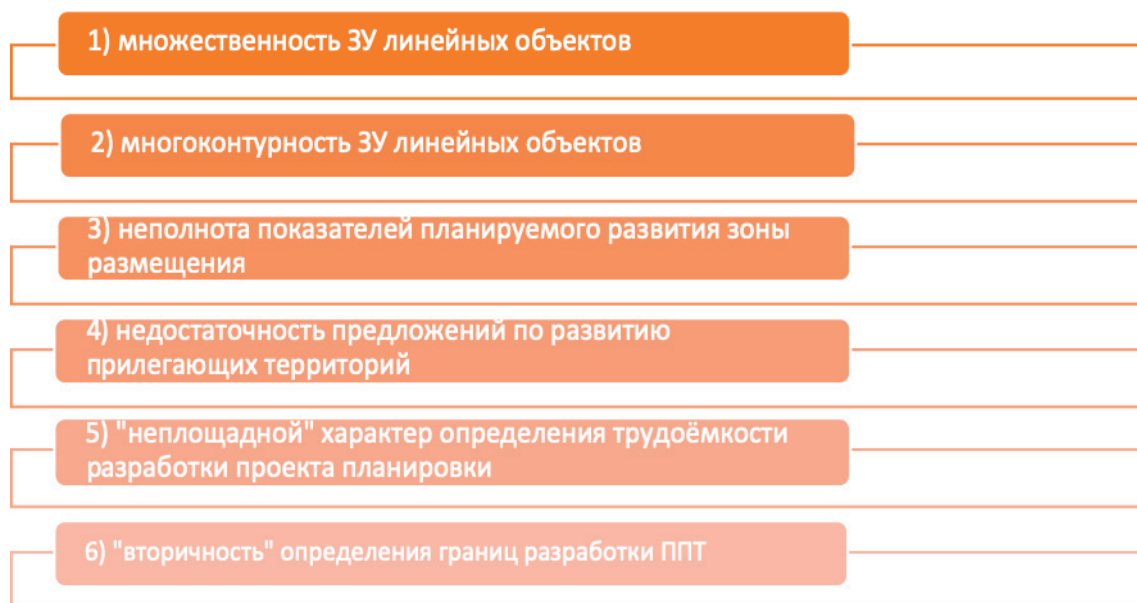 1) множественность ЗУ линейных объектов
2) многоконтурность ЗУ линейных объектов
3) неполнота показателей планируемого развития зоны
размещения
4) недостаточность предложений по развитию
прилегающих территорий
5) "неплощадной" характер определения трудоёмкости
разработки проекта планировки
6) "вторичность" определения границ разработки ППТ